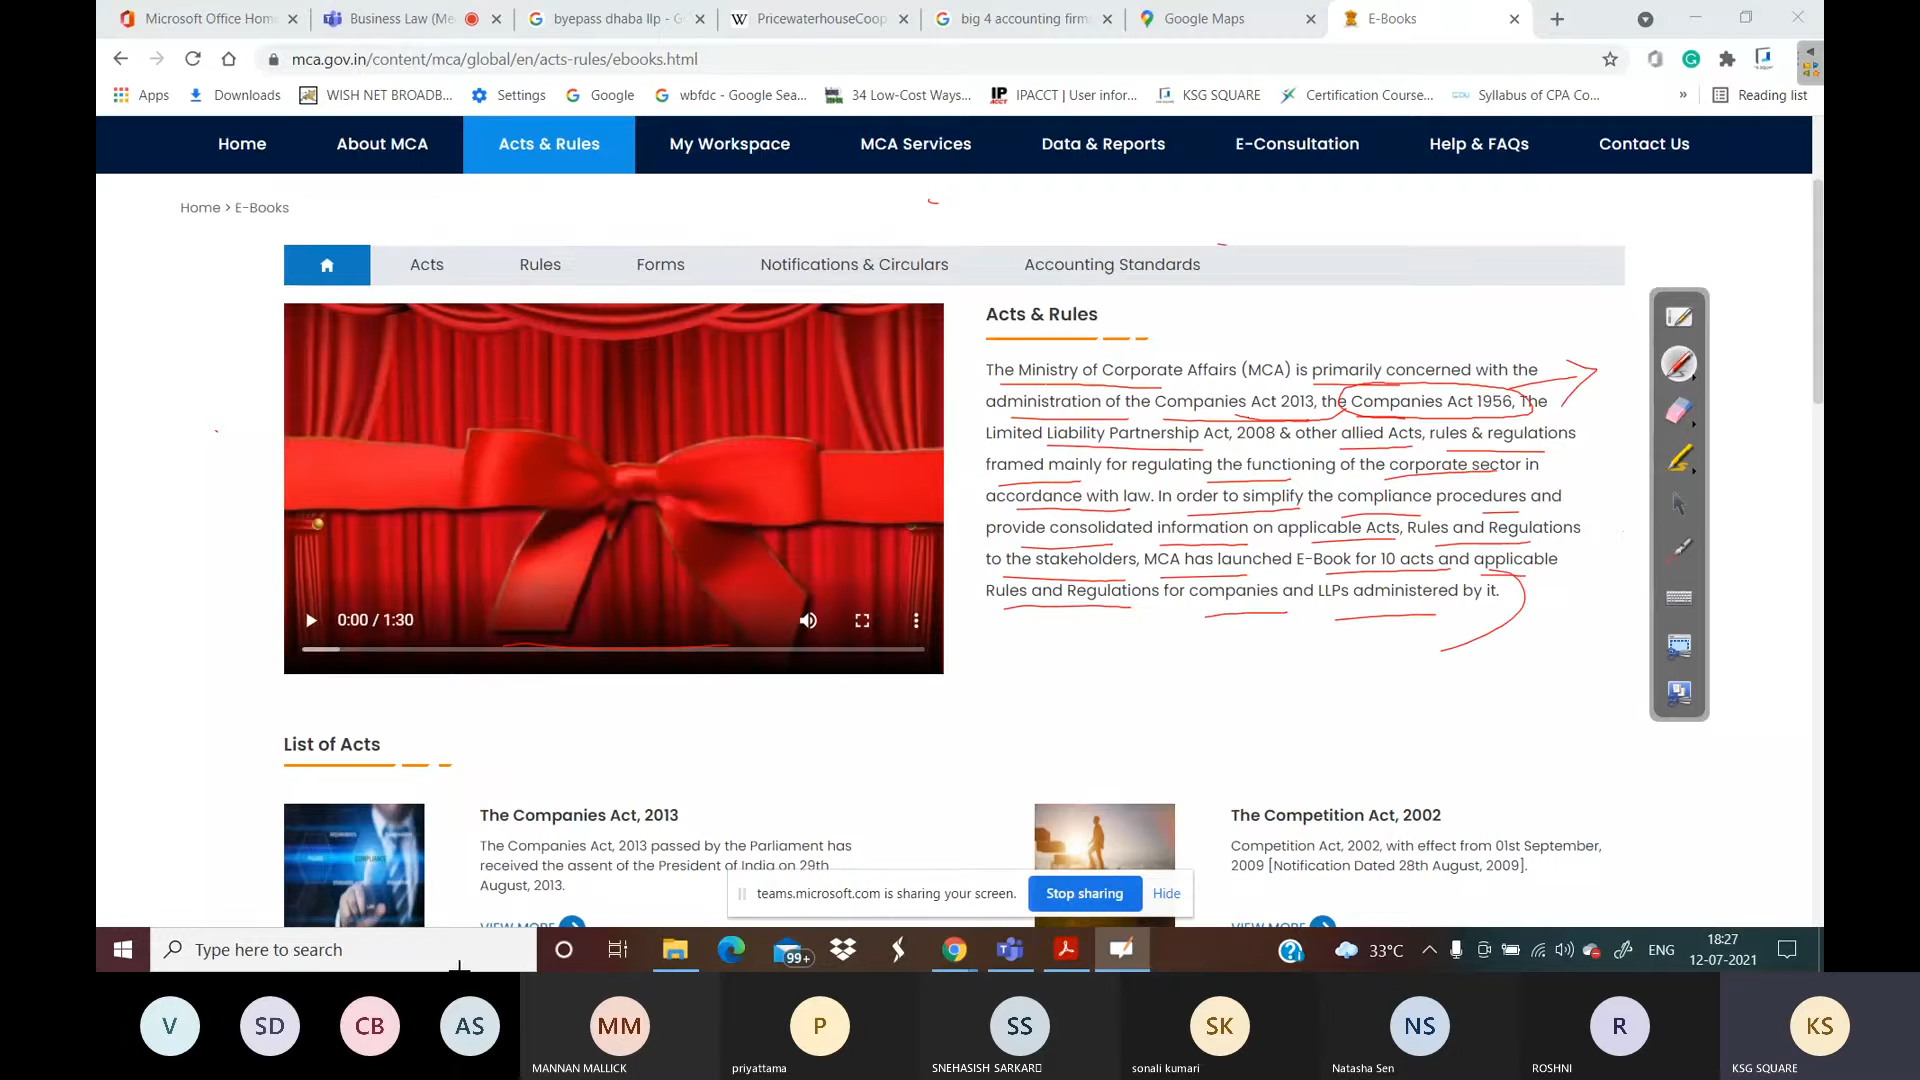 Microsoft Office Hom
Business Law (Me
byepass dhaba llp - G
PricewaterhouseCoop
big 4 accounting firm
Google Maps
E-Books
mca.gov.in/content/mca/global/en/acts-rules/ebooks.html
Apps
Downloads
WISH NET BROADB...
Settings
Google
wbfdc - Google Sea...
34 Low-Cost Ways...
IPACCT | User infor...
KSG SQUARE
Certification Course...
Syllabus of CPA Co...
»
Reading list
Home
About MCA
Acts & Rules
My Workspace
MCA Services
Data & Reports
E-Consultation
Help & FAQs
Contact Us
Home > E-Books
Acts
Rules
Forms
Notifications & Circulars
Accounting Standards
Acts & Rules
The Ministry of Corporate Affairs (MCA) is primarily concerned with the
administration of the Companies Act 2013, the Companies Act 1956, The
Limited Liability Partnership Act, 2008 & other allied Acts, rules & regulations
framed mainly for regulating the functioning of the corporate sector in
accordance with law. In order to simplify the compliance procedures and
provide consolidated information on applicable Acts, Rules and Regulations
to the stakeholders, MCA has launched E-Book for 10 acts and applicable
Rules and Regulations for companies and LLPs administered by it.
0:00 / 1:30
List of Acts
The Companies Act, 2013
The Companies Act, 2013 passed by the Parliament has
received the assent of the President of India on 29th
August, 2013.
VIEW MORE
The Competition Act, 2002
Competition Act, 2002, with effect from 01st September,
2009 [Notification Dated 28th August, 2009].
VIEW MORE
teams.microsoft.com is sharing your screen.
Stop sharing
Hide
Type here to search
99+
33°C
ENG
18:27
12-07-2021
V
SD
CB
AS
MM
MANNAN MALLICK
P
priyattama
SS
SNEHASISH SARKAR
SK
sonali kumari
NS
Natasha Sen
R
ROSHNI
KS
KSG SQUARE